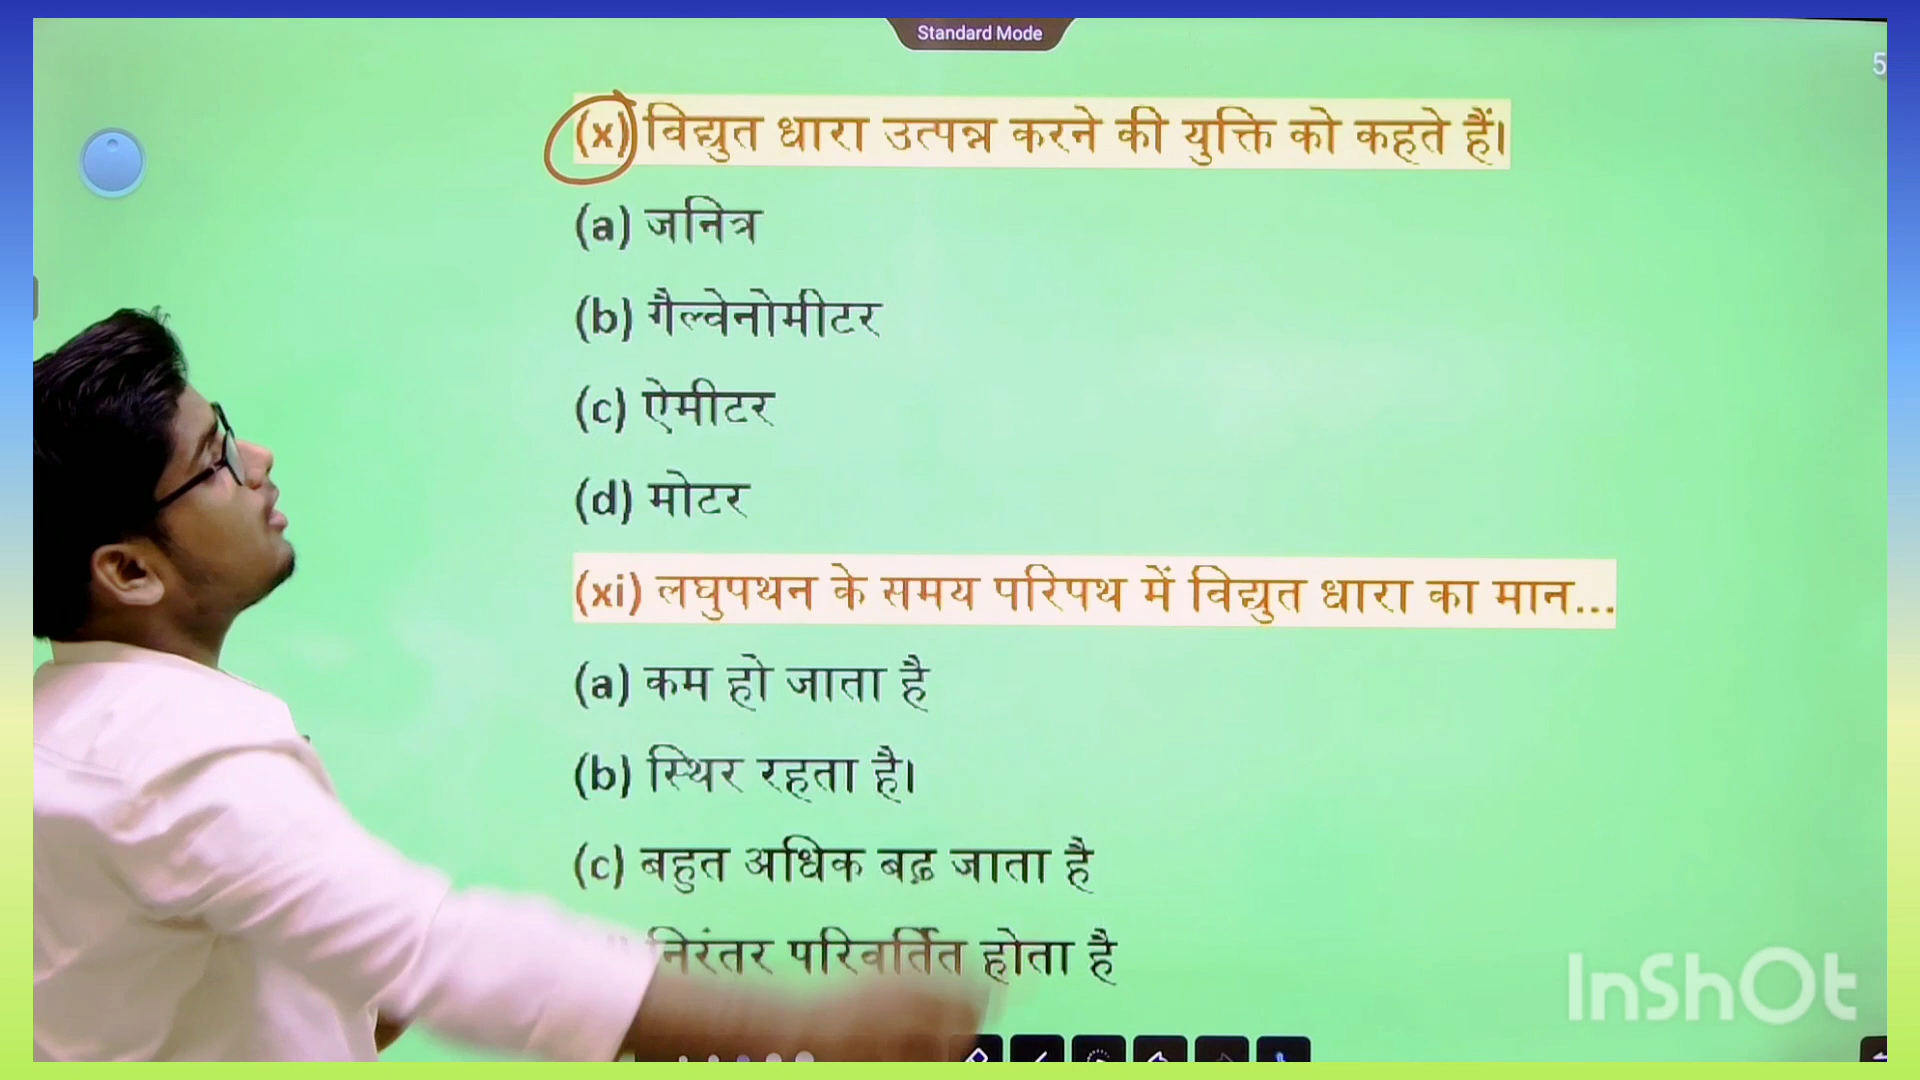 Standard Mode
5
(x) विद्युत धारा उत्पन्न करने की युक्ति को कहते हैं।
(a) जनित्र
(b) गैल्वेनोमीटर
(c) ऐमीटर
(d) मोटर
(xi) लघुपथन के समय परिपथ में विद्युत धारा का मान...
(a) कम हो जाता है
(b) स्थिर रहता है।
(c) बहुत अधिक बढ़ जाता है
निरंतर परिवर्तित होता है
InShOt